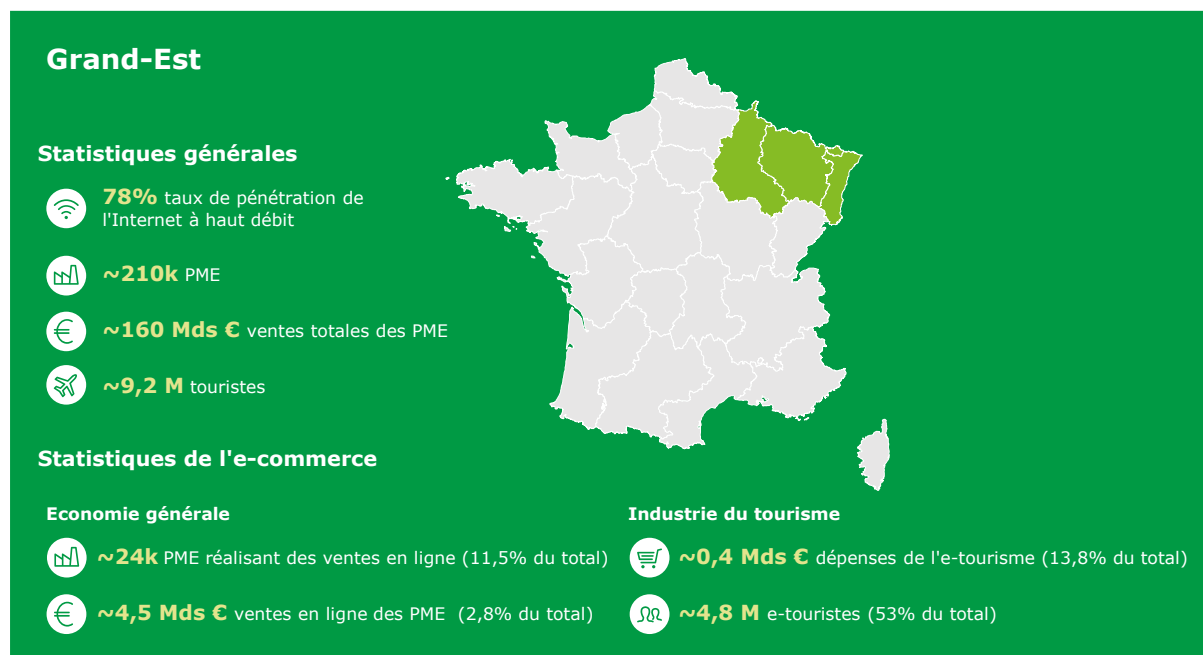 Grand-Est
Statistiques générales
78% taux de pénétration de
l'Internet à haut débit
~210k PME
~160 Mds € ventes totales des PME
~9,2 M touristes
Statistiques de l'e-commerce
Economie générale
~24k PME réalisant des ventes en ligne (11,5% du total)
~4,5 Mds € ventes en ligne des PME (2,8% du total)
Industrie du tourisme
~0,4 Mds € dépenses de l'e-tourisme (13,8% du total)
~4,8 M e-touristes (53% du total)